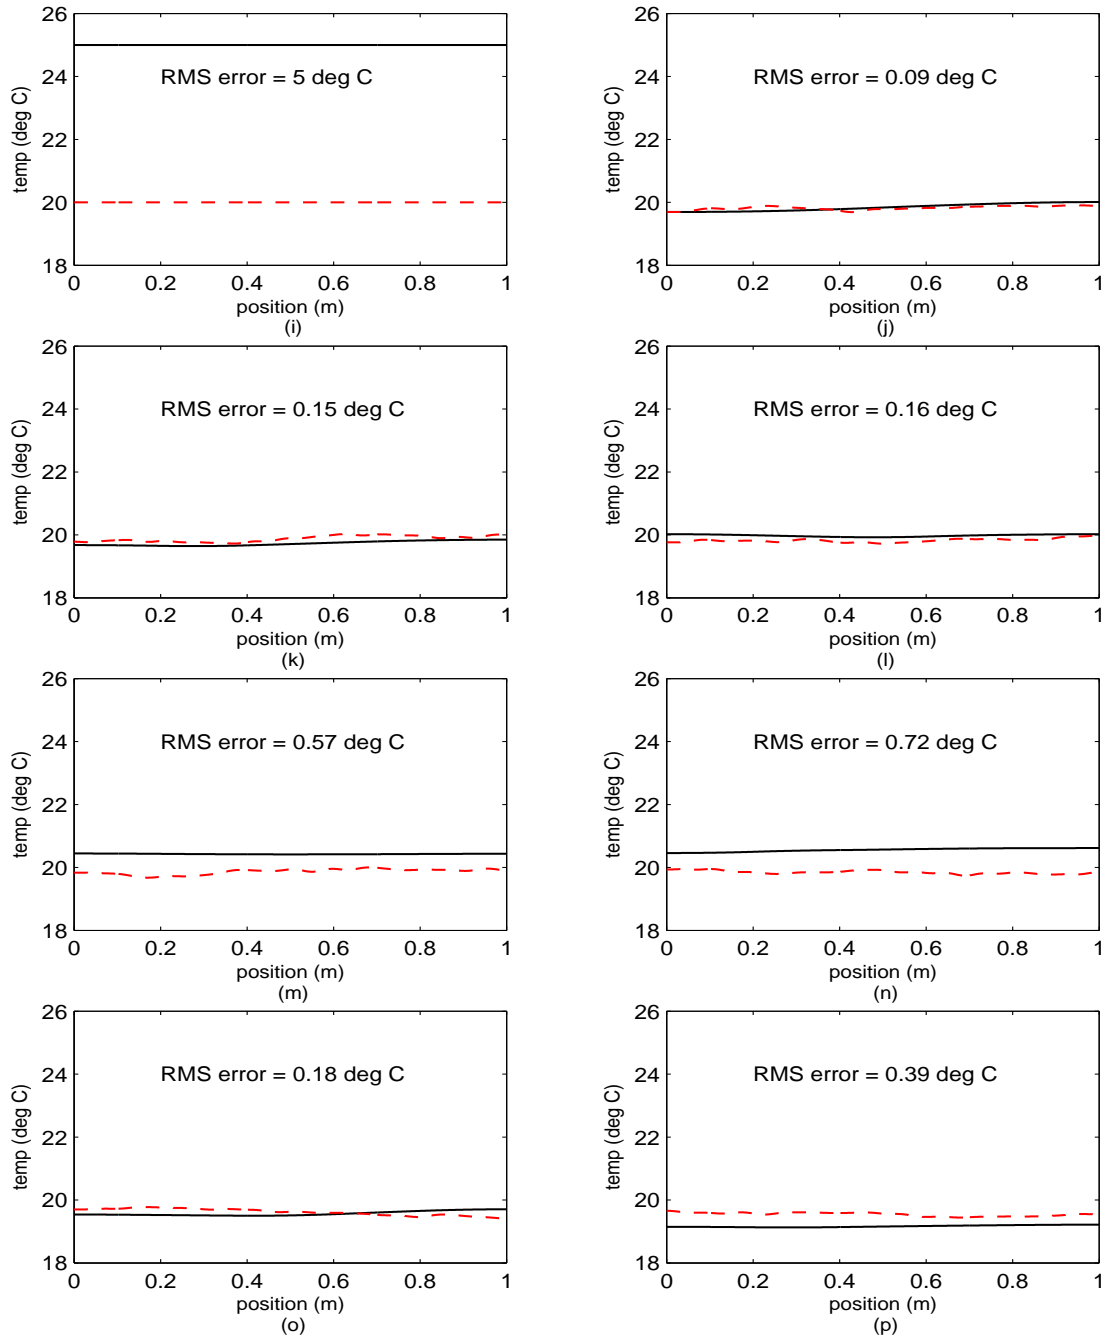 26
24
22
20
18
temp (deg C)
RMS error = 5 deg C
0 0.2 0.4 0.6 0.8 1
position (m)
(i)
26
24
22
20
18
temp (deg C)
RMS error = 0.09 deg C
0 0.2 0.4 0.6 0.8 1
position (m)
(j)
26
24
22
20
18
temp (deg C)
RMS error = 0.15 deg C
0 0.2 0.4 0.6 0.8 1
position (m)
(k)
26
24
22
20
18
temp (deg C)
RMS error = 0.16 deg C
0 0.2 0.4 0.6 0.8 1
position (m)
(l)
26
24
22
20
18
temp (deg C)
RMS error = 0.57 deg C
0 0.2 0.4 0.6 0.8 1
position (m)
(m)
26
24
22
20
18
temp (deg C)
RMS error = 0.72 deg C
0 0.2 0.4 0.6 0.8 1
position (m)
(n)
26
24
22
20
18
temp (deg C)
RMS error = 0.18 deg C
0 0.2 0.4 0.6 0.8 1
position (m)
(o)
26
24
22
20
18
temp (deg C)
RMS error = 0.39 deg C
0 0.2 0.4 0.6 0.8 1
position (m)
(p)